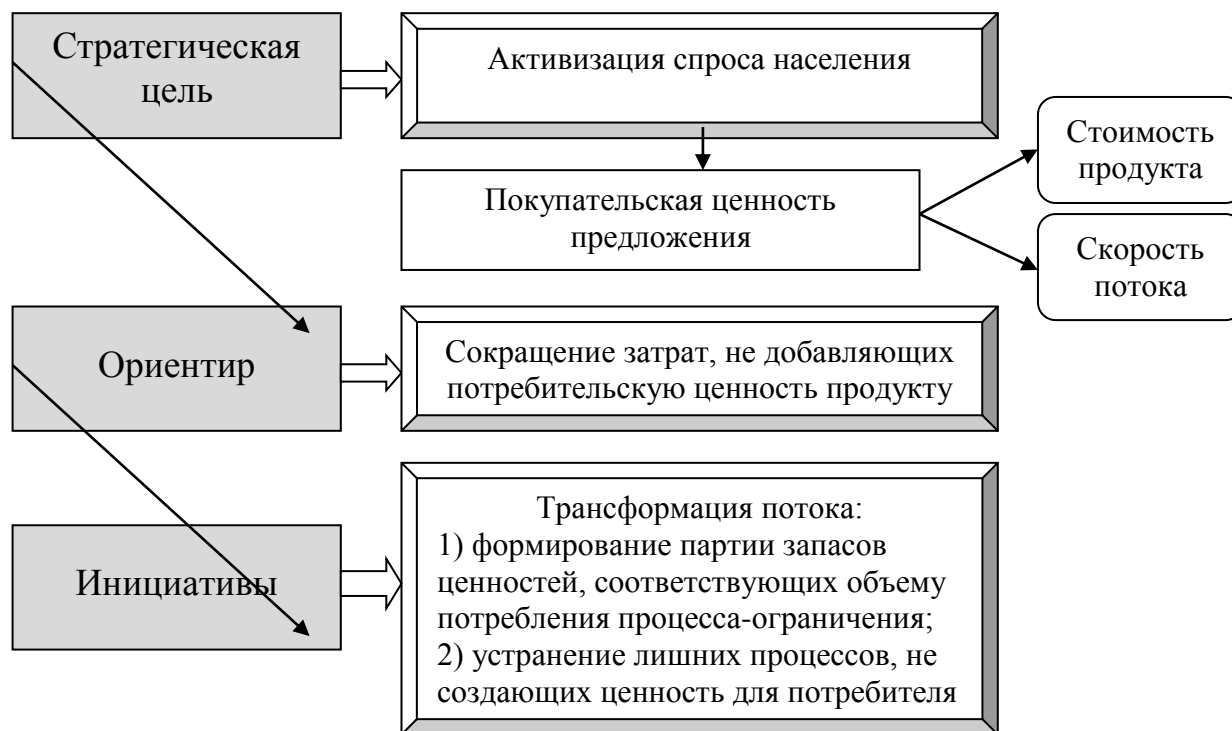 Стратегическая
цель
Активизация спроса населения
Стоимость
продукта
Покупательская ценность
предложения
Скорость
потока
Ориентир
Сокращение затрат, не добавляющих
потребительскую ценность продукту
Инициативы
Трансформация потока:
1) формирование партии запасов
ценностей, соответствующих объему
потребления процесса-ограничения;
2) устранение лишних процессов, не
создающих ценность для потребителя